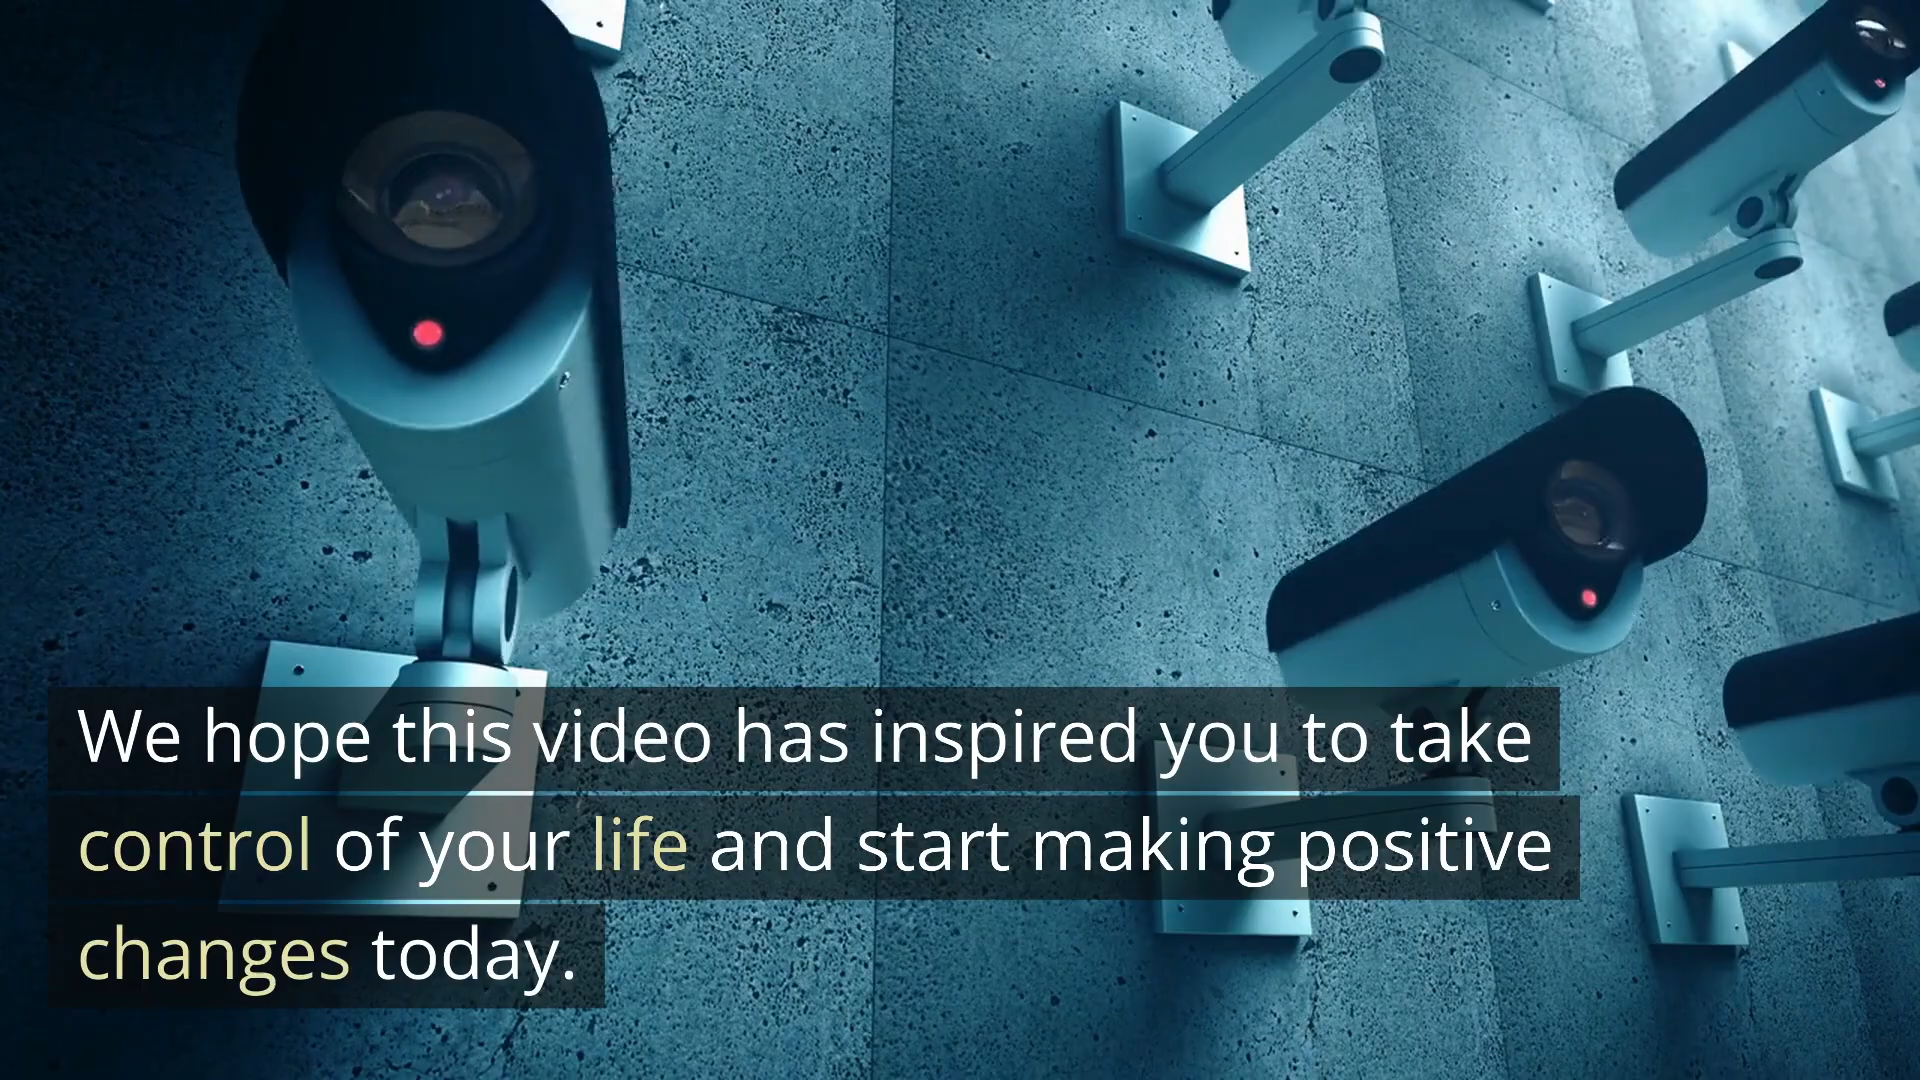 We hope this video has inspired you to take
control of your life and start making positive
changes today.